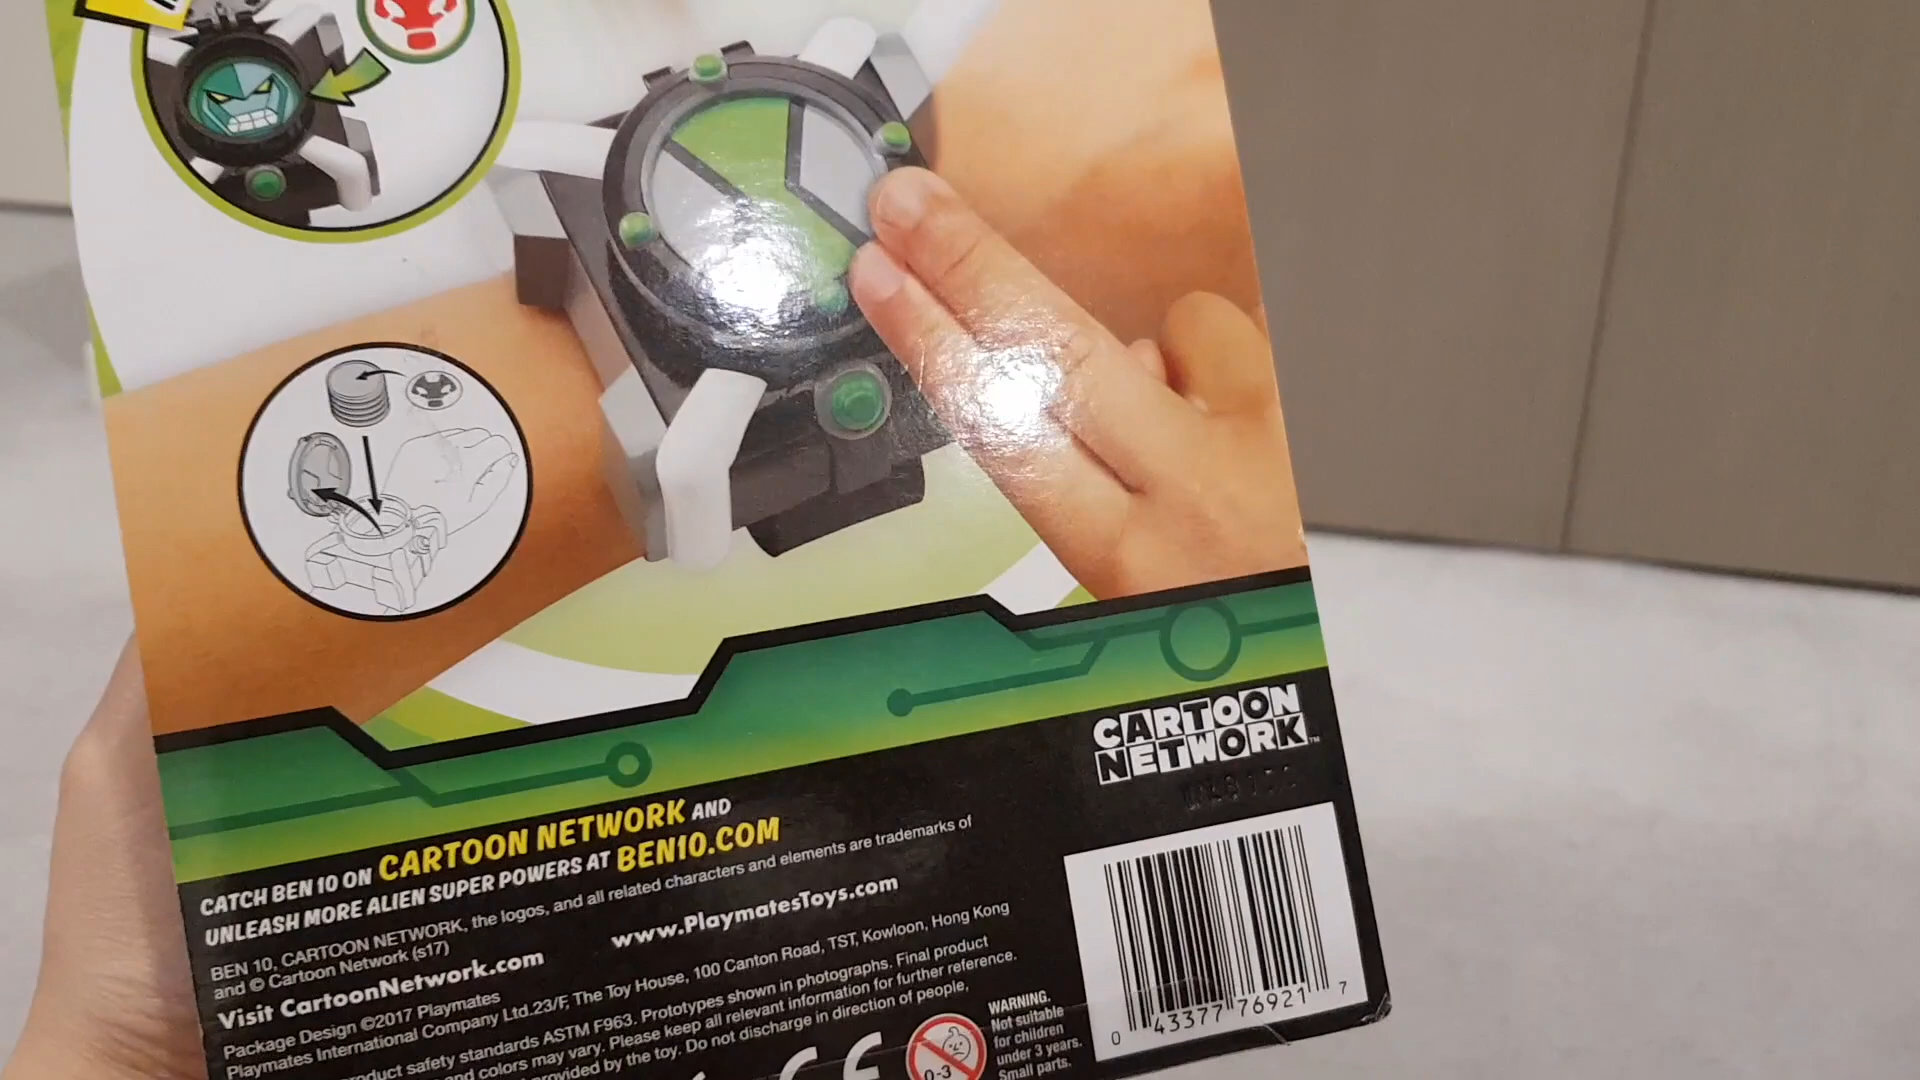 CARTOON
NETWORK™
CATCH BEN 10 ON CARTOON NETWORK AND
UNLEASH MORE ALIEN SUPER POWERS AT BEN10.COM
BEN 10, CARTOON NETWORK, the logos, and all related characters and elements are trademarks of
and © Cartoon Network (s17)
Visit CartoonNetwork.com
www.PlaymatesToys.com
Package Design ©2017 Playmates
Playmates International Company Ltd.23/F, The Toy House, 100 Canton Road, TST, Kowloon, Hong Kong
safety standards ASTM F963. Prototypes shown in photographs. Final product
colors may vary. Please keep all relevant information for further reference.
provided by the toy. Do not discharge in direction of people,
CE
0-3
WARNING.
Not suitable
for children
under 3 years.
Small parts.
0 43377 76921 7